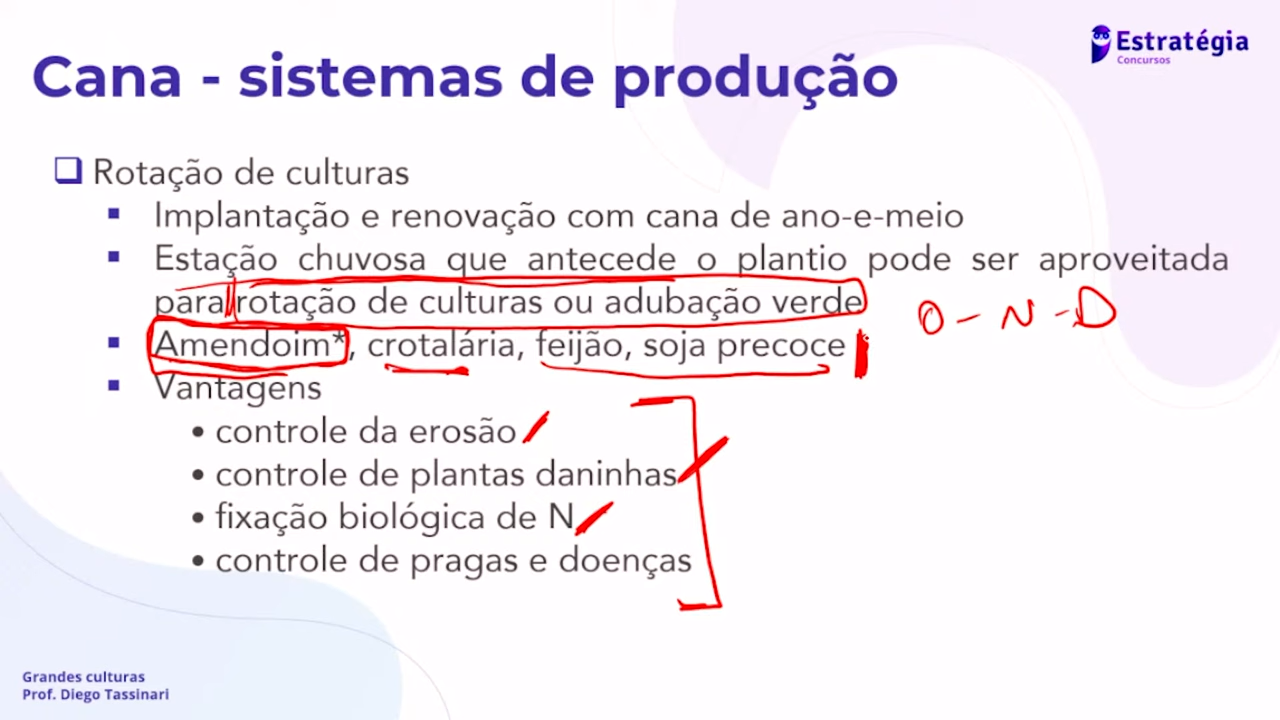 Estratégia
Concursos
Cana - sistemas de produção
Rotação de culturas
Implantação e renovação com cana de ano-e-meio
Estação chuvosa que antecede o plantio pode ser aproveitada
para rotação de culturas ou adubação verde
O - N - D
Amendoim*, crotalária, feijão, soja precoce
Vantagens
• controle da erosão
• controle de plantas daninhas
• fixação biológica de N
• controle de pragas e doenças
Grandes culturas
Prof. Diego Tassinari